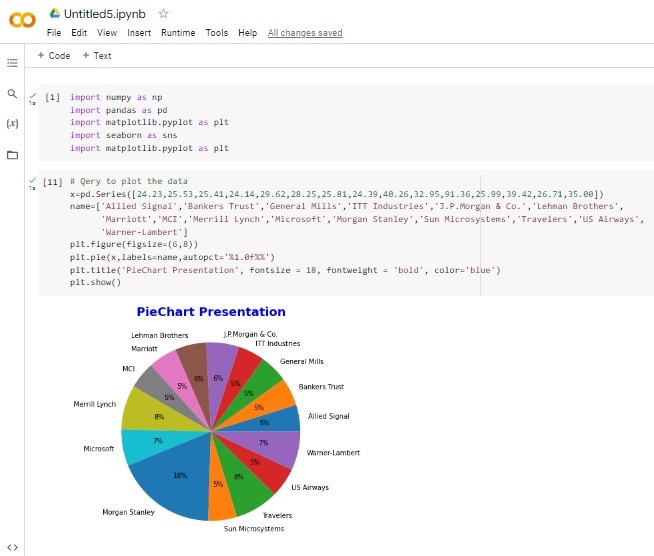 Untitled5.ipynb
File Edit View Insert Runtime Tools Help All changes saved
+ Code + Text
[1] import numpy as np
import pandas as pd
import matplotlib.pyplot as plt
import seaborn as sns
import matplotlib.pyplot as plt
1s
[11] # Qery to plot the data
x=pd.Series([24.23,25.53,25.41,24.14,29.62,28.25,25.81,24.39,40.26,32.95,91.36,25.99,39.42,26.71,35.00])
name=['Allied Signal','Bankers Trust','General Mills','ITT Industries','J.P.Morgan & Co.','Lehman Brothers',
'Marriott','MCI','Merrill Lynch','Microsoft','Morgan Stanley','Sun Microsystems','Travelers','US Airways',
'Warner-Lambert']
plt.figure(figsize=(6,8))
plt.pie(x,labels=name,autopct='%1.0f%%')
plt.title('PieChart Presentation', fontsize = 18, fontweight = 'bold', color='blue')
plt.show()
1s
{x}
PieChart Presentation
Lehman Brothers
J.P.Morgan & Co.
ITT Industries
Marriott
General Mills
MCI
Bankers Trust
Merrill Lynch
Allied Signal
Microsoft
Warner-Lambert
Morgan Stanley
US Airways
Travelers
Sun Microsystems
6%
6%
5%
5%
5%
5%
5%
8%
5%
7%
7%
5%
18%
8%
5%
<>